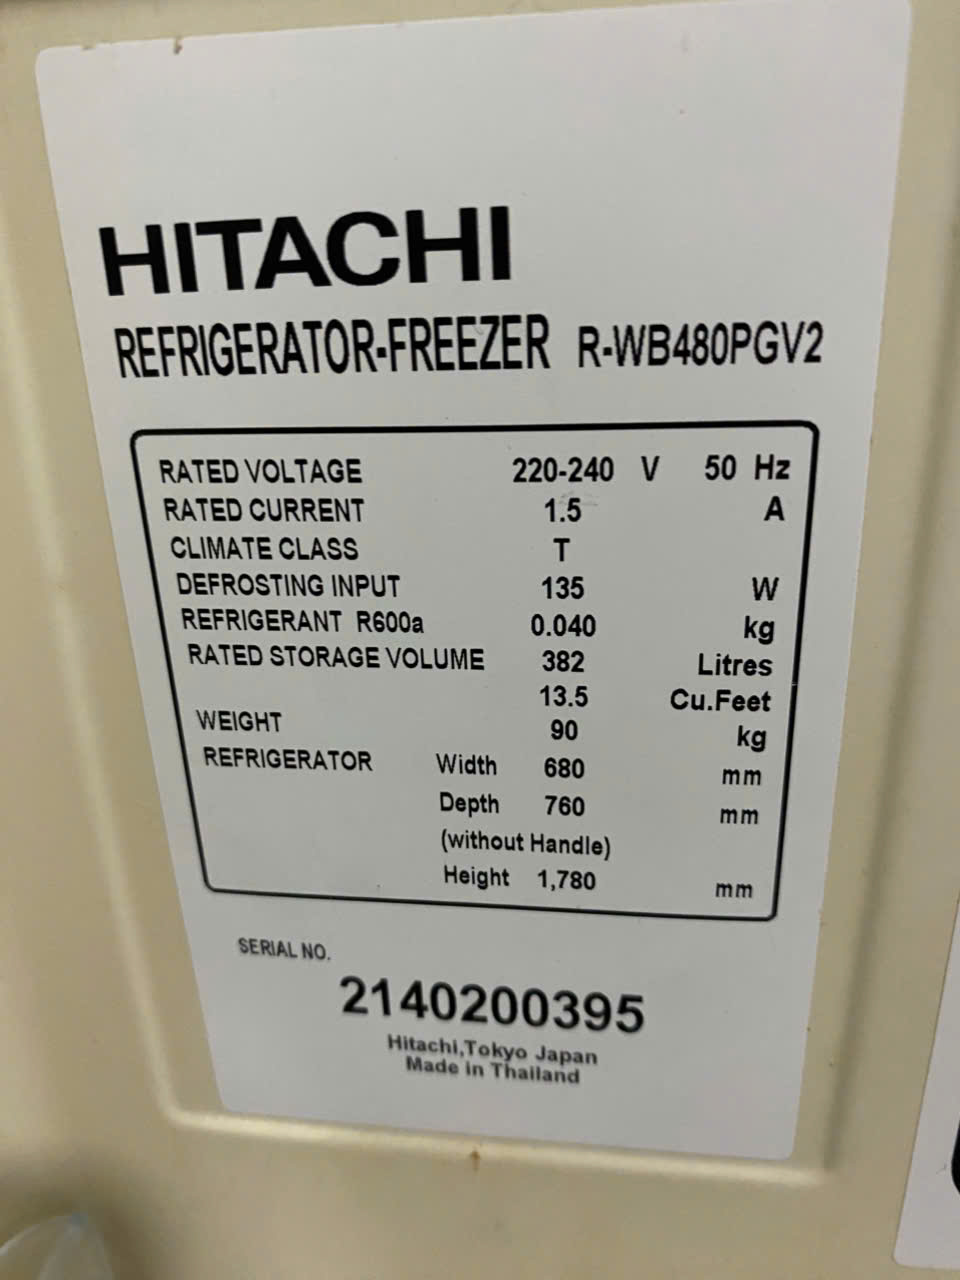 HITACHI
REFRIGERATOR-FREEZER R-WB480PGV2
RATED VOLTAGE 220-240 V 50 Hz
RATED CURRENT 1.5 A
CLIMATE CLASS T
DEFROSTING INPUT 135 W
REFRIGERANT R600a 0.040 kg
RATED STORAGE VOLUME 382 Litres
13.5 Cu.Feet
WEIGHT 90 kg
REFRIGERATOR Width 680 mm
Depth 760 mm
(without Handle)
Height 1,780 mm
SERIAL NO.
2140200395
Hitachi,Tokyo Japan
Made in Thailand